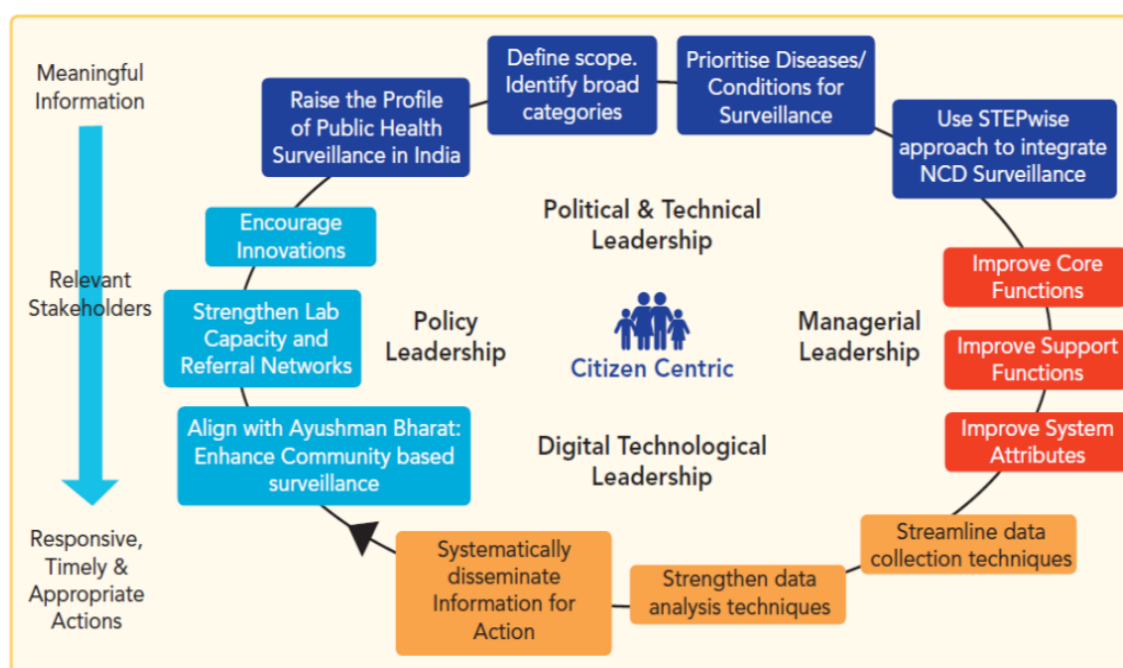 Meaningful
Information
Relevant
Stakeholders
Responsive,
Timely &
Appropriate
Actions
Raise the Profile
of Public Health
Surveillance in India
Define scope.
Identify broad
categories
Prioritise Diseases/
Conditions for
Surveillance
Use STEPwise
approach to integrate
NCD Surveillance
Encourage
Innovations
Strengthen Lab
Capacity and
Referral Networks
Align with Ayushman Bharat:
Enhance Community based
surveillance
Political & Technical
Leadership
Policy
Leadership
Citizen Centric
Managerial
Leadership
Digital Technological
Leadership
Improve Core
Functions
Improve Support
Functions
Improve System
Attributes
Streamline data
collection techniques
Strengthen data
analysis techniques
Systematically
disseminate
Information for
Action